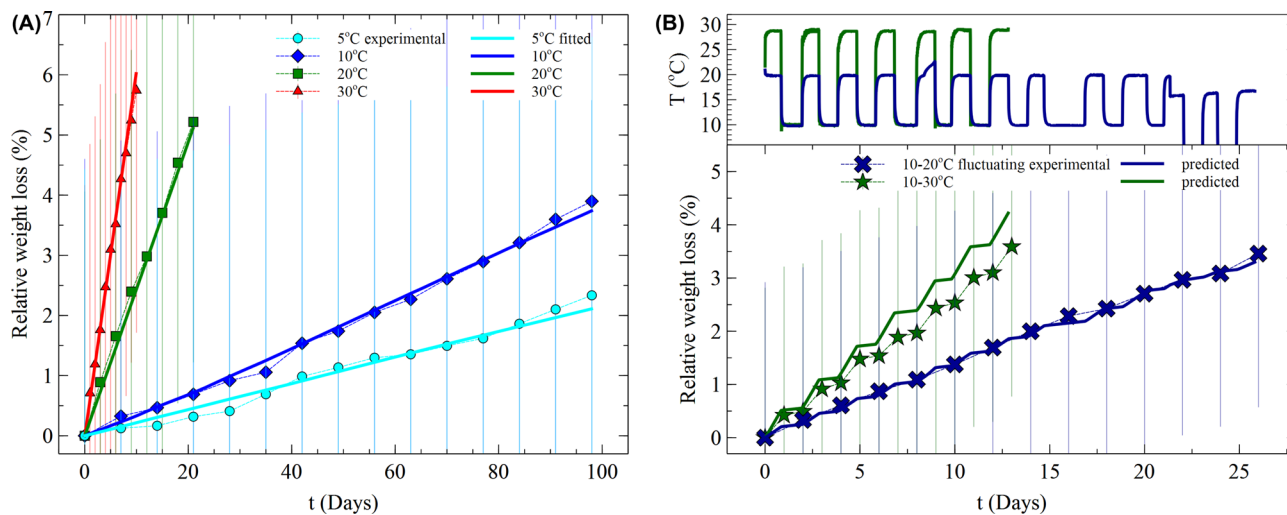 (A)
Relative weight loss (%)
7
6
5
4
3
2
1
0
5°C experimental
10°C
20°C
30°C
5°C fitted
10°C
20°C
30°C
0 20 40 60 80 100
t (Days)
(B)
T (°C)
30
25
20
15
10
10-20°C fluctuating experimental
10-30°C
predicted
predicted
Relative weight loss (%)
5
4
3
2
1
0
0 5 10 15 20 25
t (Days)